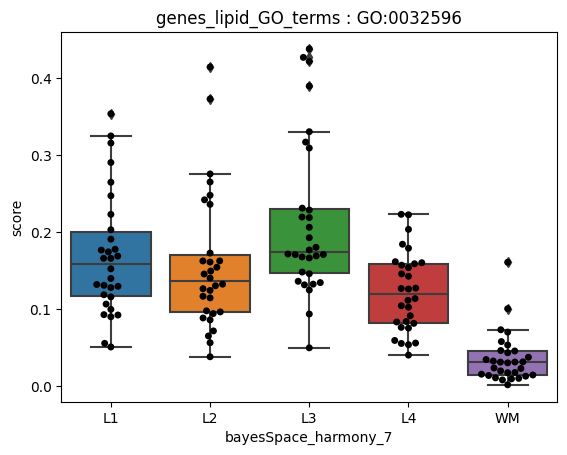 genes_lipid_GO_terms : GO:0032596
score
0.4
0.3
0.2
0.1
0.0
L1 L2 L3 L4 WM
bayesSpace_harmony_7